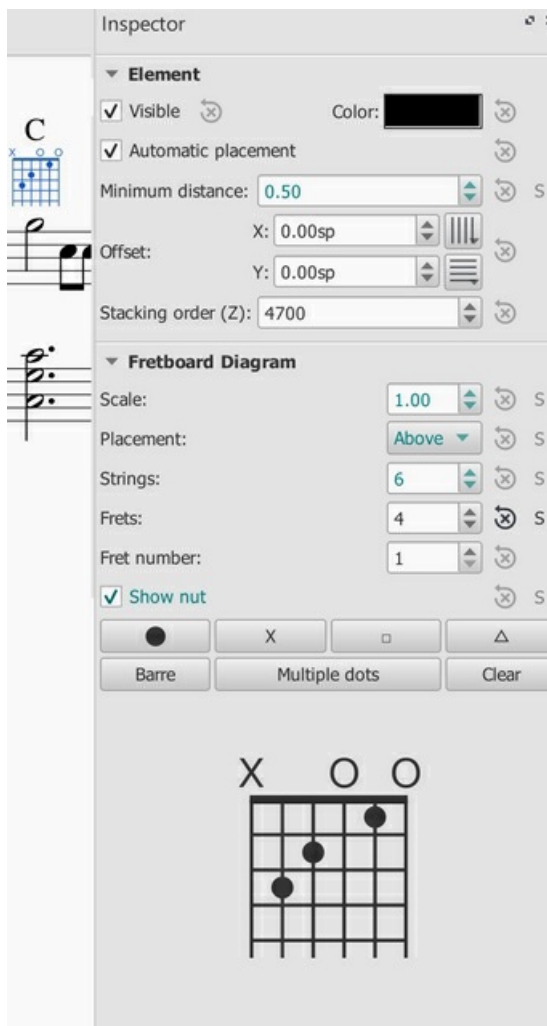 Inspector
Element
Visible
Color:
Automatic placement
Minimum distance: 0.50 S
Offset:
X: 0.00sp
Y: 0.00sp
Stacking order (Z): 4700
Fretboard Diagram
Scale: 1.00 S
Placement: Above S
Strings: 6 S
Frets: 4 S
Fret number: 1
Show nut S
X
Barre Multiple dots Clear
X O O
C
X O O